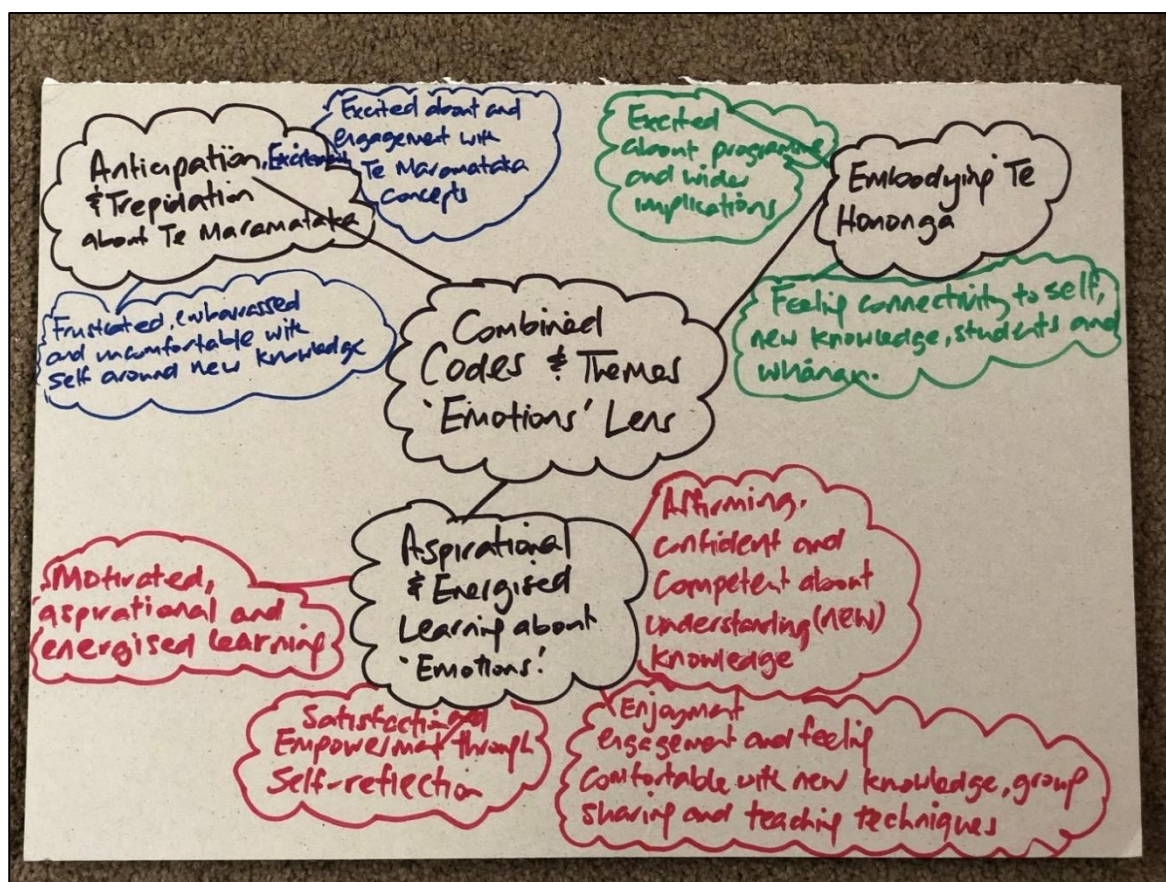 Anticipation, Excitement
& Trepidation
about Te Maramataka
Excited about and
engagement with
Te Maramataka
concepts
Excited
about programme
and wider
implications
Embodying Te
Hononga
Frustrated, embarrassed
and uncomfortable with
self around new knowledge
Combined
Codes & Themes
'Emotions' Lens
Feeling connectivity to self,
new knowledge, students and
whānau.
Motivated,
aspirational and
energised learning
Aspirational
& Energised
Learning about
'Emotions'
Affirming,
confident and
competent about
understanding (new)
knowledge
Satisfaction
Empowerment through
Self-reflection
Enjoyment
engagement and feeling
comfortable with new knowledge, group
sharing and teaching techniques